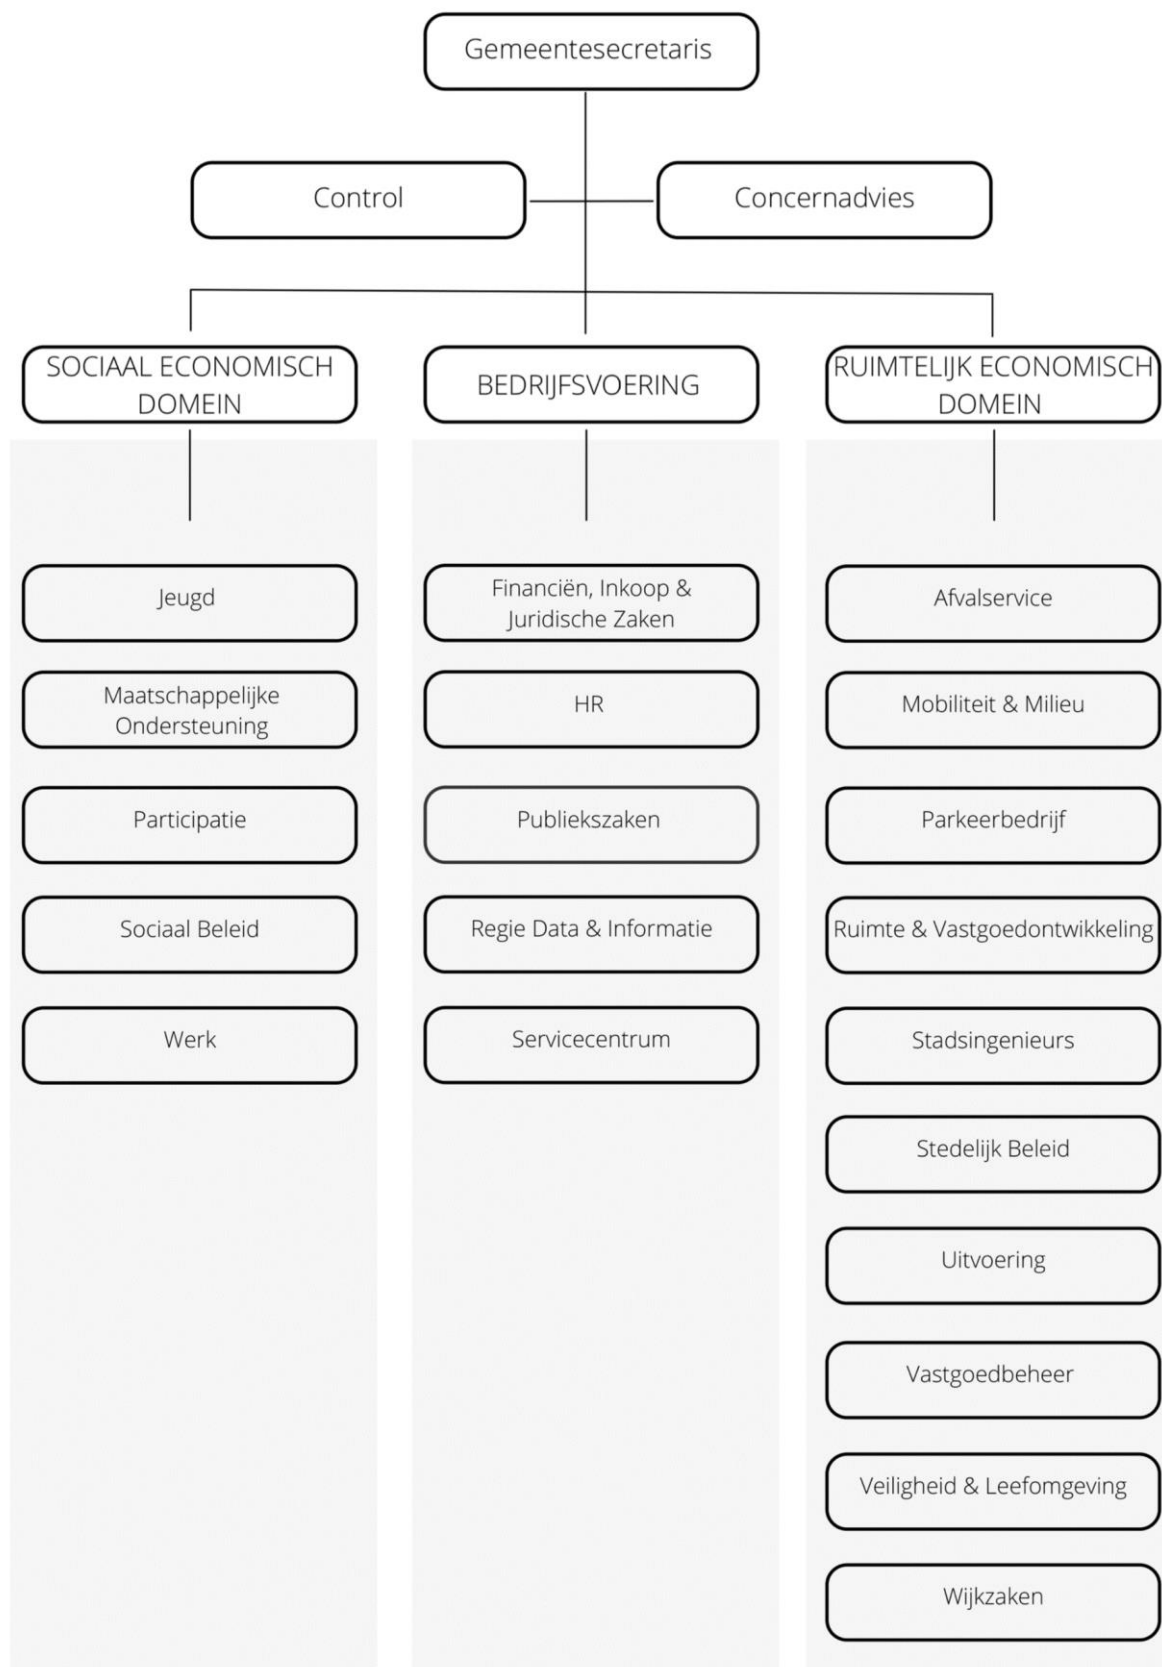 Gemeentesecretaris
Control
Concernadvies
SOCIAAL ECONOMISCH
DOMEIN
BEDRIJFSVOERING
RUIMTELIJK ECONOMISCH
DOMEIN
Jeugd
Maatschappelijke
Ondersteuning
Participatie
Sociaal Beleid
Werk
Financiën, Inkoop &
Juridische Zaken
HR
Publiekszaken
Regie Data & Informatie
Servicecentrum
Afvalservice
Mobiliteit & Milieu
Parkeerbedrijf
Ruimte & Vastgoedontwikkeling
Stadsingenieurs
Stedelijk Beleid
Uitvoering
Vastgoedbeheer
Veiligheid & Leefomgeving
Wijkzaken